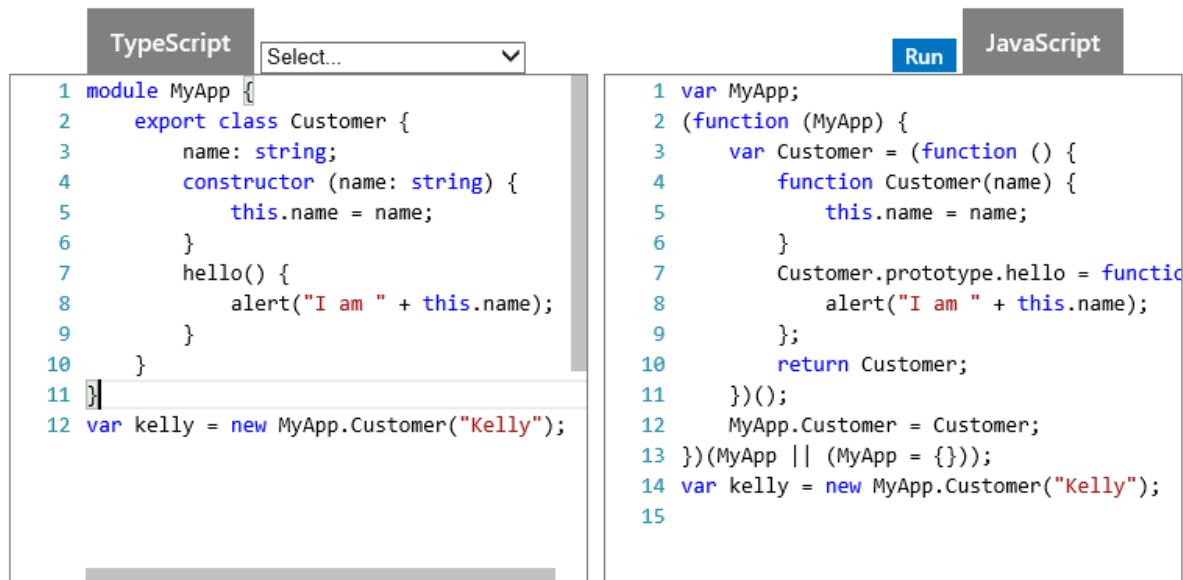 TypeScript
Select...
1 module MyApp {
2     export class Customer {
3         name: string;
4         constructor (name: string) {
5             this.name = name;
6         }
7         hello() {
8             alert("I am " + this.name);
9         }
10     }
11 }
12 var kelly = new MyApp.Customer("Kelly");
Run
JavaScript
1 var MyApp;
2 (function (MyApp) {
3     var Customer = (function () {
4         function Customer(name) {
5             this.name = name;
6         }
7         Customer.prototype.hello = functio
8             alert("I am " + this.name);
9         };
10         return Customer;
11     })();
12     MyApp.Customer = Customer;
13 })(MyApp || (MyApp = {}));
14 var kelly = new MyApp.Customer("Kelly");
15